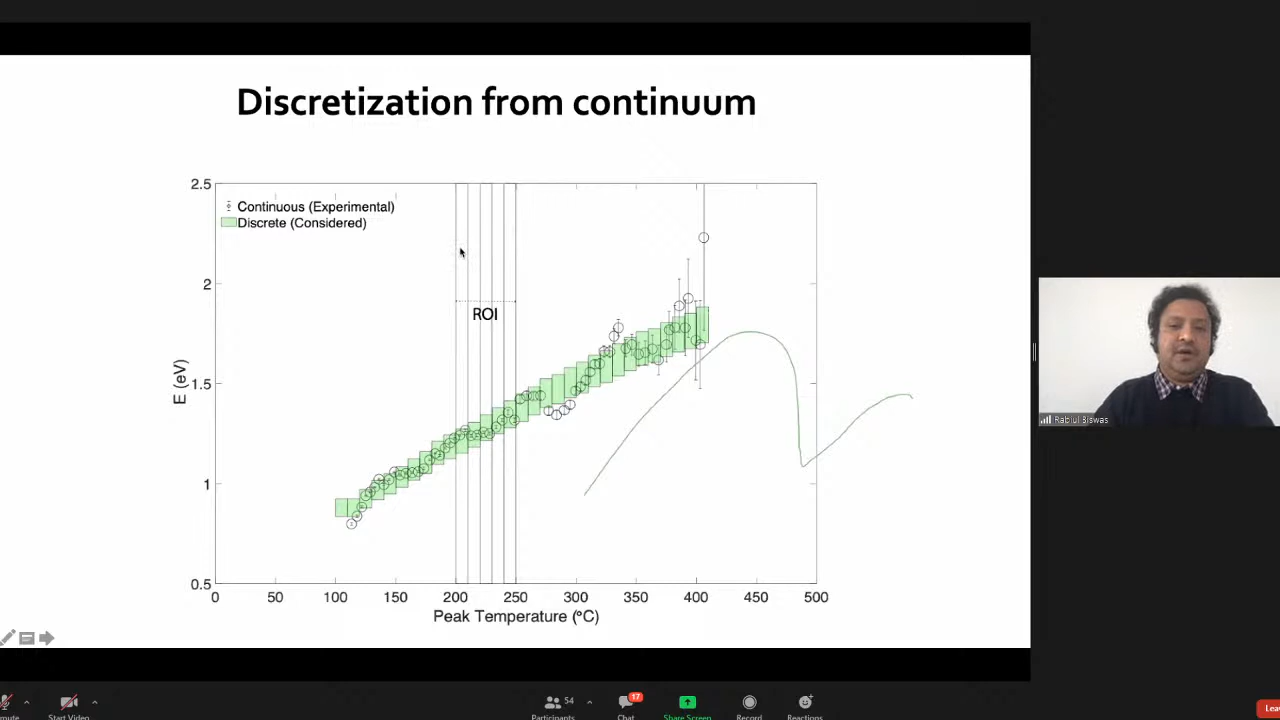 Discretization from continuum
2.5
Continuous (Experimental)
Discrete (Considered)
2
ROI
E (eV)
1.5
1
0.5
0
50
100
150
200
250
300
350
400
450
500
Peak Temperature (°C)
Rabiul Biswas
mute
Start Video
54
Participants
17
Chat
Share Screen
Record
Reactions
Lea